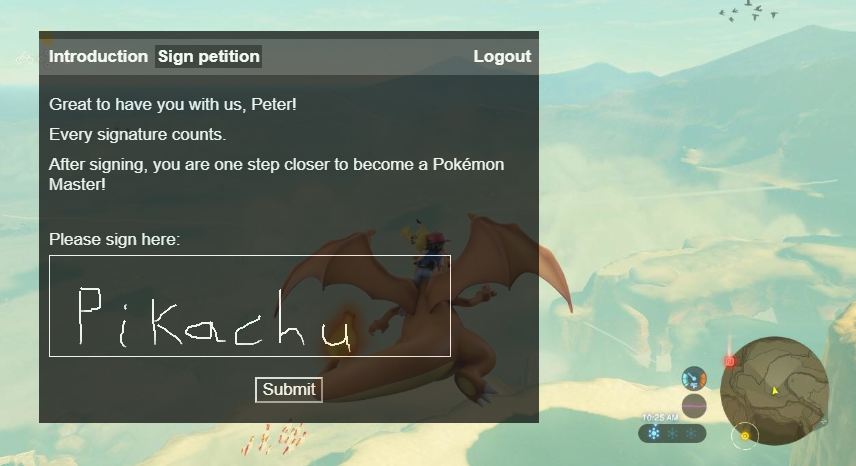 Introduction Sign petition Logout
Great to have you with us, Peter!
Every signature counts.
After signing, you are one step closer to become a Pokémon
Master!
Please sign here:
Pikachu
Submit
°F
10:25 AM